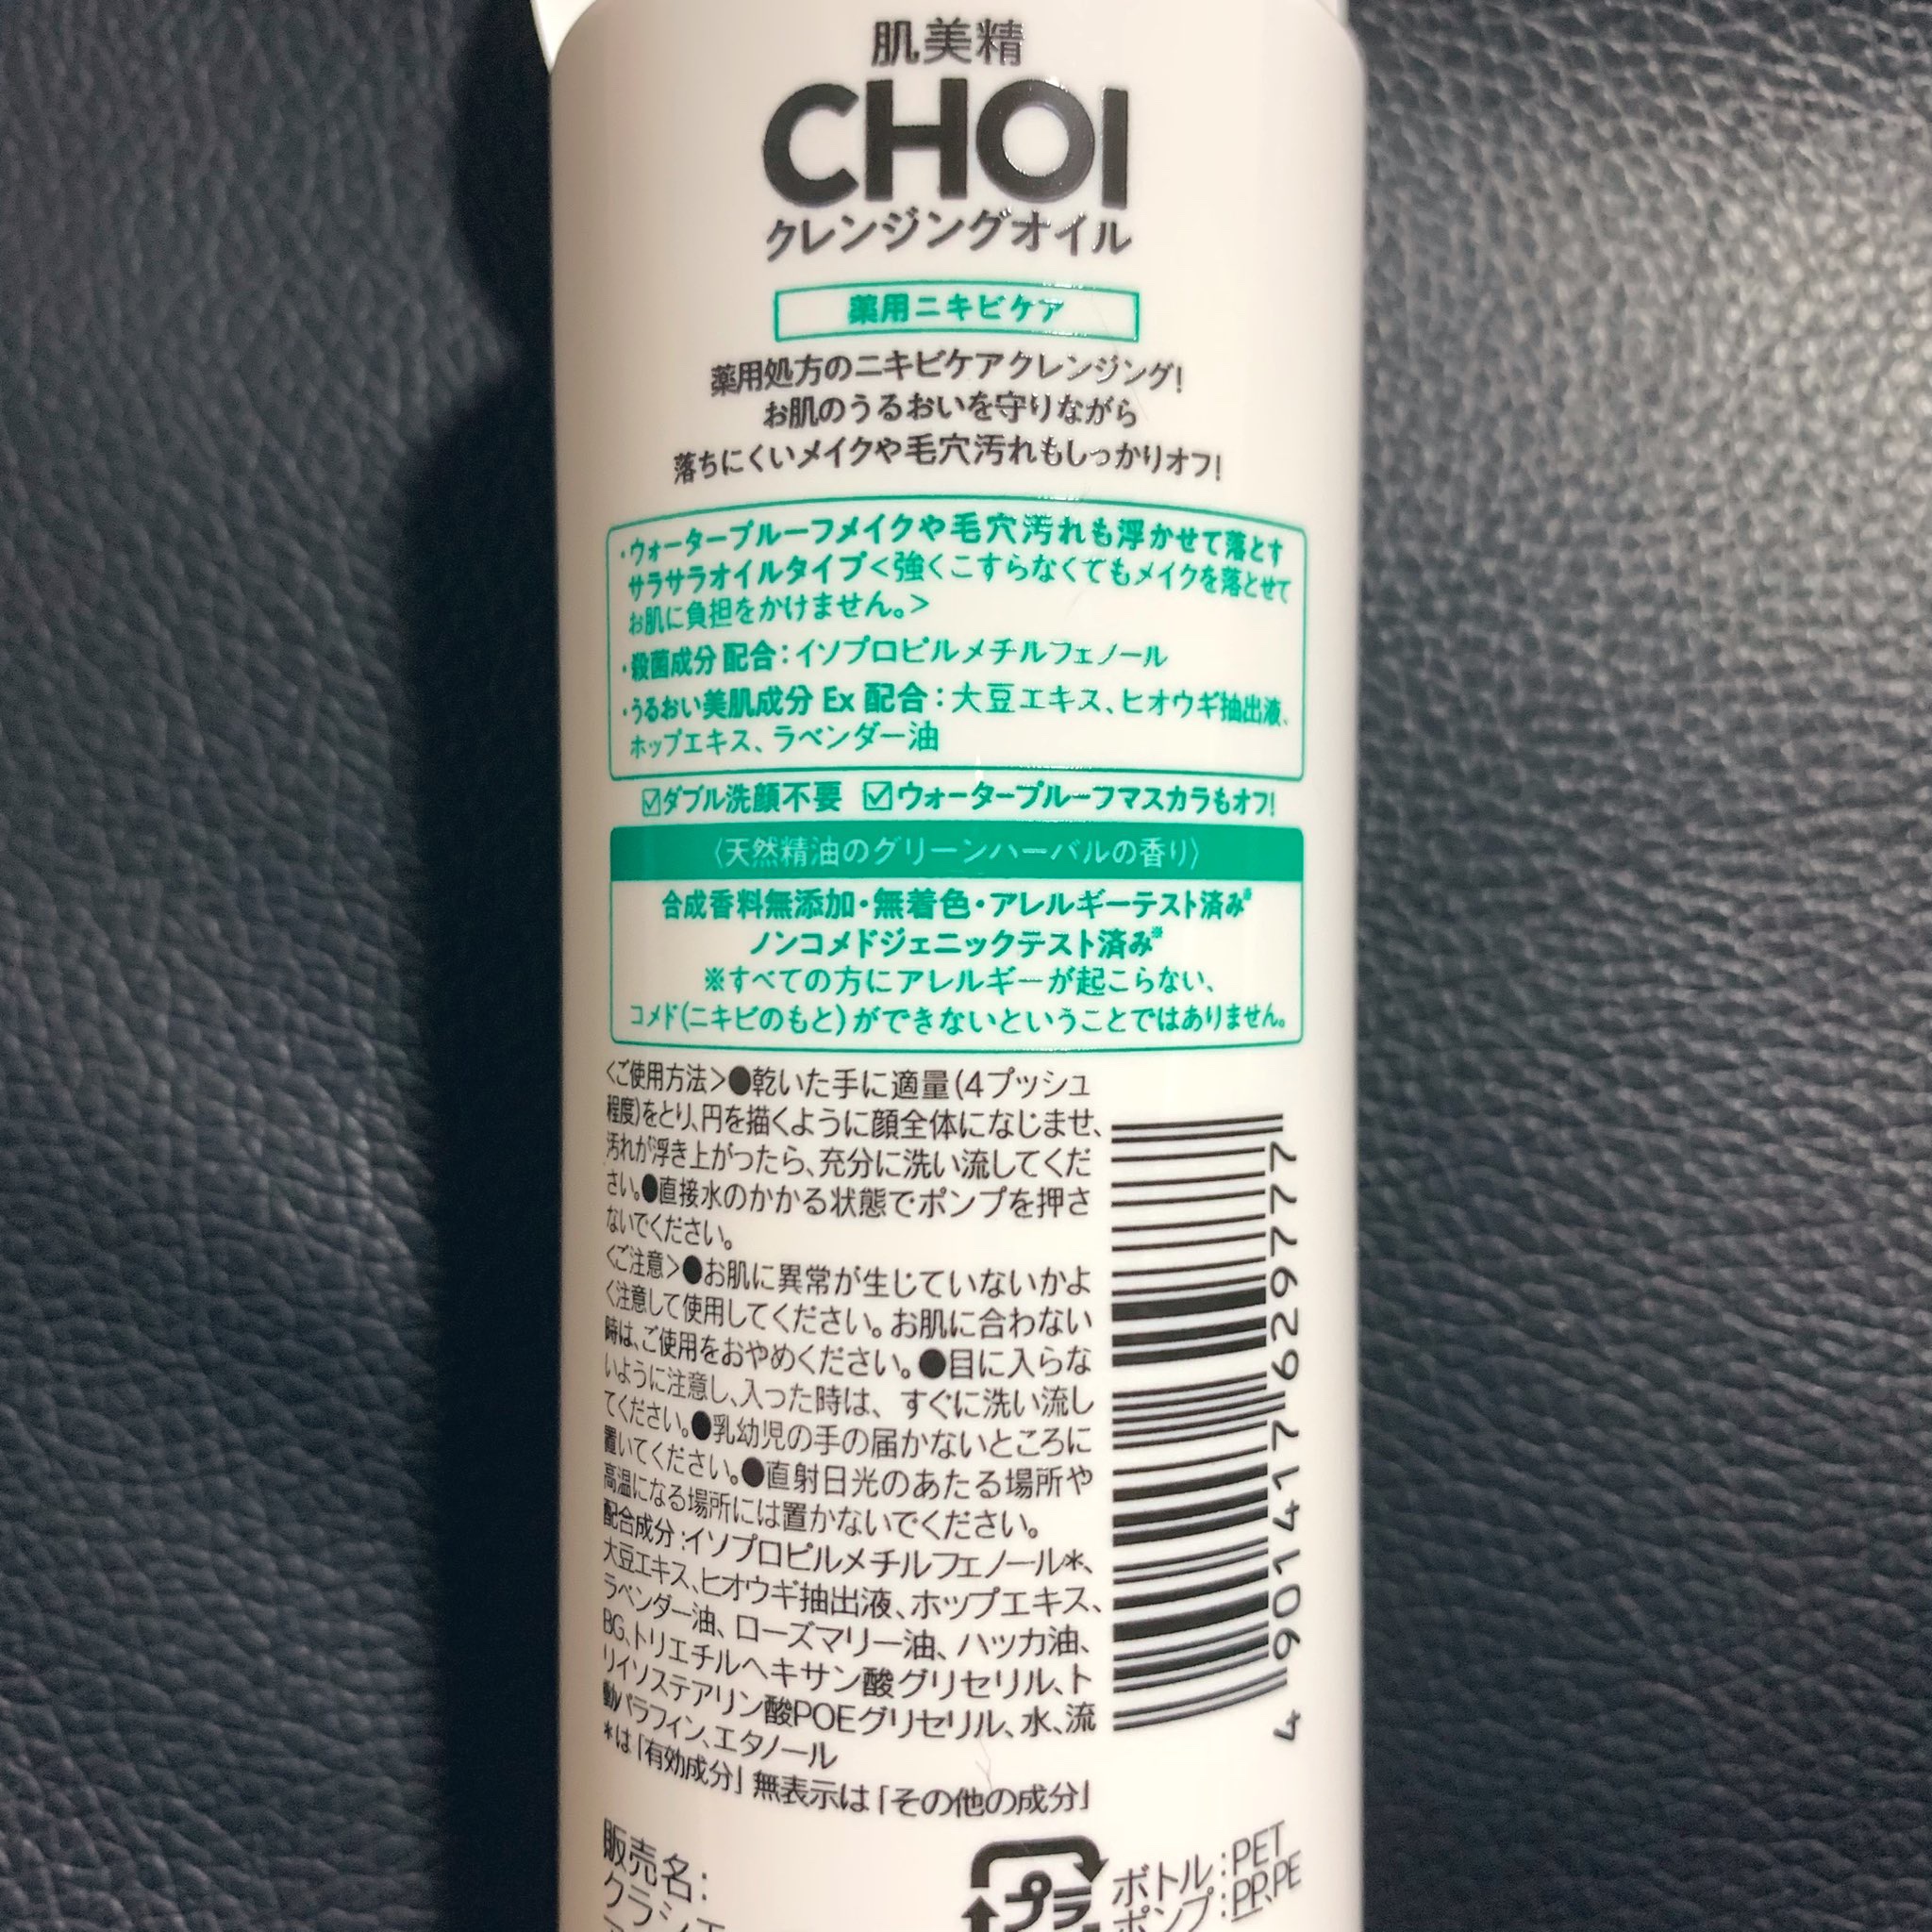 肌美精
CHOI
クレンジングオイル
薬用ニキビケア
薬用処方のニキビケアクレンジング!
お肌のうるおいを守りながら
落ちにくいメイクや毛穴汚れもしっかりオフ!
・ウォータープルーフメイクや毛穴汚れも浮かせて落とす
サラサラオイルタイプ<強くこすらなくてもメイクを落とせて
お肌に負担をかけません。>
・殺菌成分 配合:イソプロピルメチルフェノール
・うるおい美肌成分 Ex 配合:大豆エキス、ヒオウギ抽出液、
ホップエキス、ラベンダー油
☑ダブル洗顔不要 ☑ウォータープルーフマスカラもオフ!
〈天然精油のグリーンハーバルの香り〉
合成香料無添加・無着色・アレルギーテスト済み※
ノンコメドジェニックテスト済み※
※すべての方にアレルギーが起こらない、
コメド(ニキビのもと)ができないということではありません。
<ご使用方法>●乾いた手に適量(4プッシュ
程度)をとり、円を描くように顔全体になじませ、
汚れが浮き上がったら、充分に洗い流してくだ
さい。●直接水のかかる状態でポンプを押さ
ないでください。
<ご注意>●お肌に異常が生じていないかよ
く注意して使用してください。お肌に合わない
時は、ご使用をおやめください。●目に入らな
いように注意し、入った時は、すぐに洗い流し
てください。●乳幼児の手の届かないところに
置いてください。●直射日光のあたる場所や
高温になる場所には置かないでください。
配合成分:イソプロピルメチルフェノール*、
大豆エキス、ヒオウギ抽出液、ホップエキス、
ラベンダー油、ローズマリー油、ハッカ油、
BG、トリエチルヘキサン酸グリセリル、ト
リイソステアリン酸POEグリセリル、水、流
動パラフィン、エタノール
*は「有効成分」無表示は「その他の成分」
4 901417 629777
販売名:
クラシエ
プラ
ボトル:PET
ポンプ:PP,PE